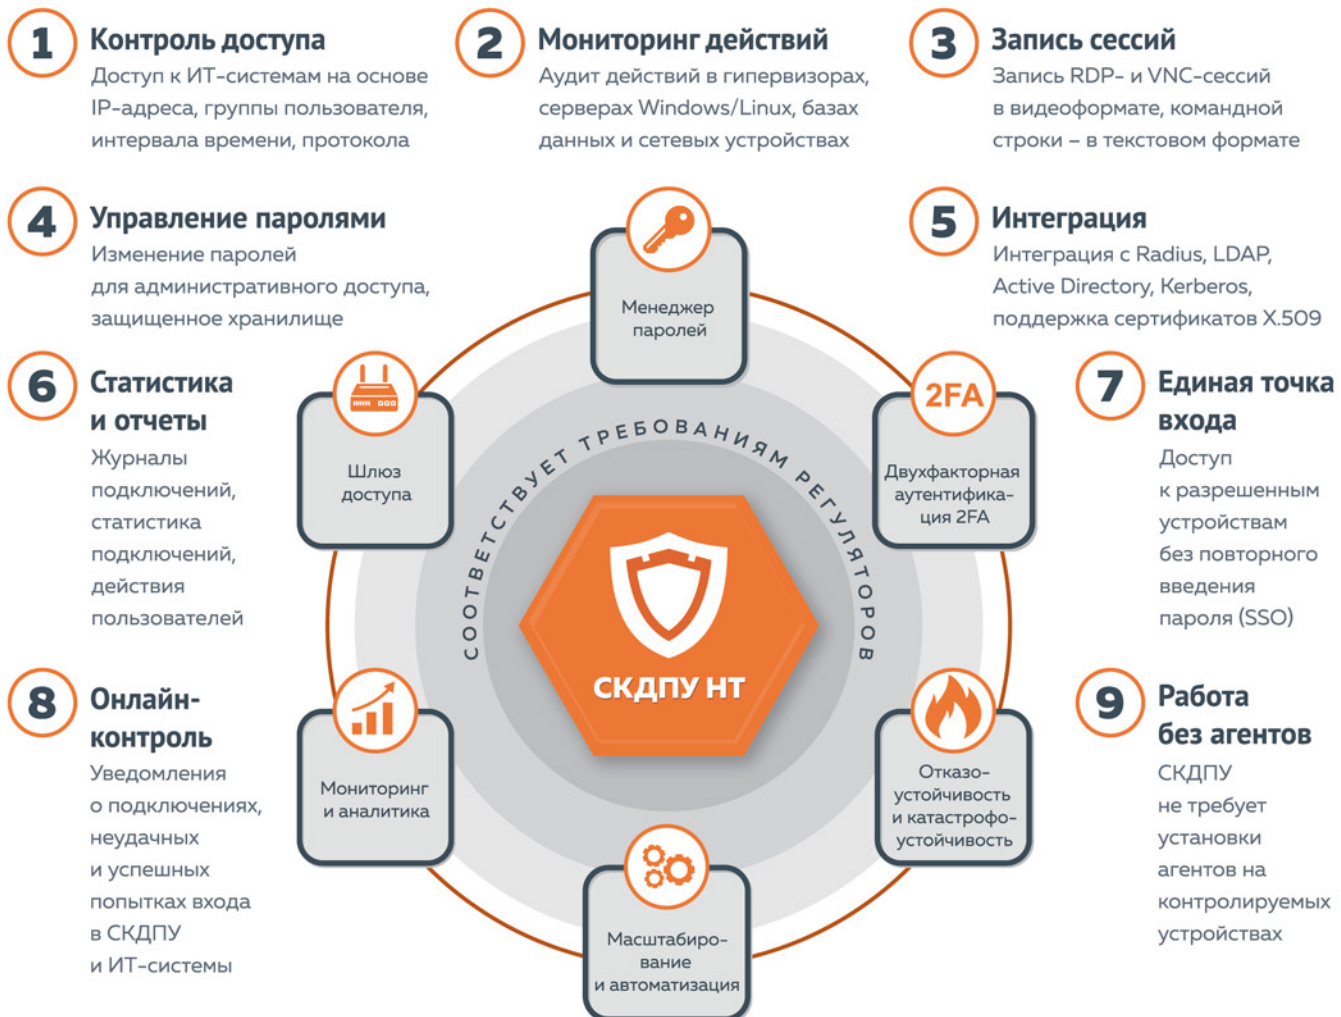 1
Контроль доступа
Доступ к ИТ-системам на основе
IP-адреса, группы пользователя,
интервала времени, протокола
2
Мониторинг действий
Аудит действий в гипервизорах,
серверах Windows/Linux, базах
данных и сетевых устройствах
3
Запись сессий
Запись RDP- и VNC-сессий
в видеоформате, командной
строки – в текстовом формате
4
Управление паролями
Изменение паролей
для административного доступа,
защищенное хранилище
5
Интеграция
Интеграция с Radius, LDAP,
Active Directory, Kerberos,
поддержка сертификатов X.509
6
Статистика
и отчеты
Журналы
подключений,
статистика
подключений,
действия
пользователей
7
Единая точка
входа
Доступ
к разрешенным
устройствам
без повторного
введения
пароля (SSO)
8
Онлайн-
контроль
Уведомления
о подключениях,
неудачных
и успешных
попытках входа
в СКДПУ
и ИТ-системы
9
Работа
без агентов
СКДПУ
не требует
установки
агентов на
контролируемых
устройствах
Менеджер
паролей
2FA
Двухфакторная
аутентифика-
ция 2FA
Отказо-
устойчивость
и катастрофо-
устойчивость
Масштабиро-
вание
и автоматизация
Мониторинг
и аналитика
Шлюз
доступа
СООТВЕТСТВУЕТ ТРЕБОВАНИЯМ РЕГУЛЯТОРОВ
СКДПУ НТ